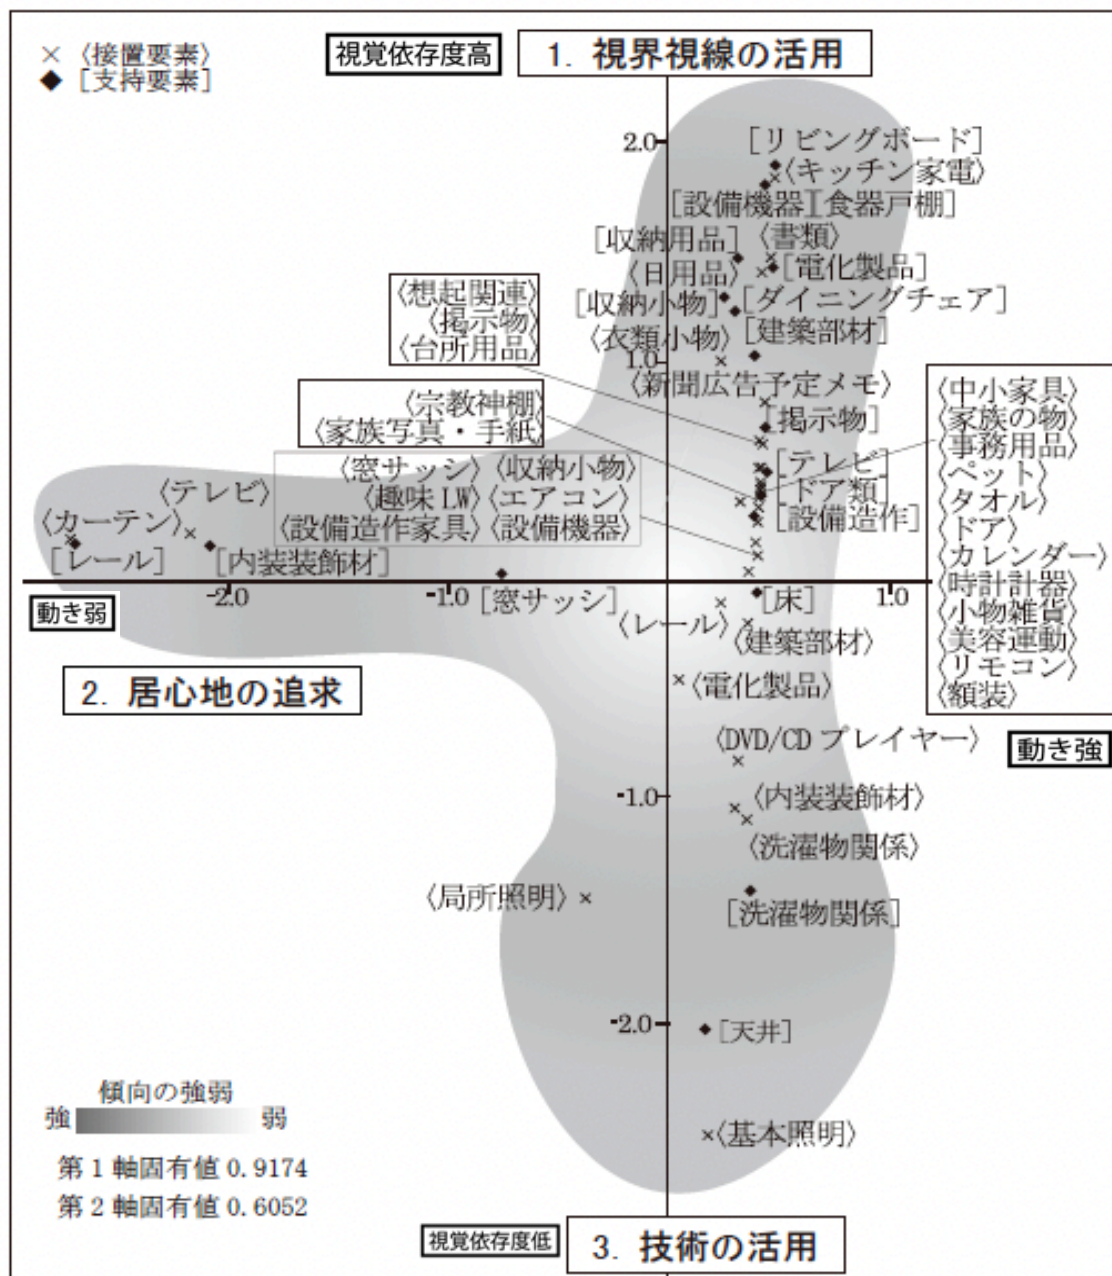 × 〈接置要素〉
◆ [支持要素]
視覚依存度高
1. 視界視線の活用
2.0
[リビングボード]
〈キッチン家電〉
[設備機器][食器戸棚]
[収納用品]
〈書類〉
〈日用品〉
[電化製品]
[収納小物]
[ダイニングチェア]
〈衣類小物〉
[建築部材]
1.0
〈新聞広告予定メモ〉
[掲示物]
〈想起関連〉
〈掲示物〉
〈台所用品〉
〈宗教神棚〉
〈家族写真・手紙〉
〈窓サッシ〉〈収納小物〉
〈趣味LW〉〈エアコン〉
〈設備造作家具〉〈設備機器〉
[テレビ]
[ドア類]
[設備造作]
〈中小家具〉
〈家族の物〉
〈事務用品〉
〈ペット〉
〈タオル〉
〈ドア〉
〈カレンダー〉
〈時計計器〉
〈小物雑貨〉
〈美容運動〉
〈リモコン〉
〈額装〉
〈テレビ〉
〈カーテン〉
[レール]
[内装装飾材]
-2.0
-1.0
[窓サッシ]
[床]
1.0
動き弱
〈レール〉
〈建築部材〉
2. 居心地の追求
〈電化製品〉
〈DVD/CD プレイヤー〉
動き強
-1.0
〈内装装飾材〉
〈洗濯物関係〉
〈局所照明〉
[洗濯物関係]
-2.0
[天井]
傾向の強弱
強 弱
〈基本照明〉
第1軸固有値 0.9174
第2軸固有値 0.6052
視覚依存度低
3. 技術の活用